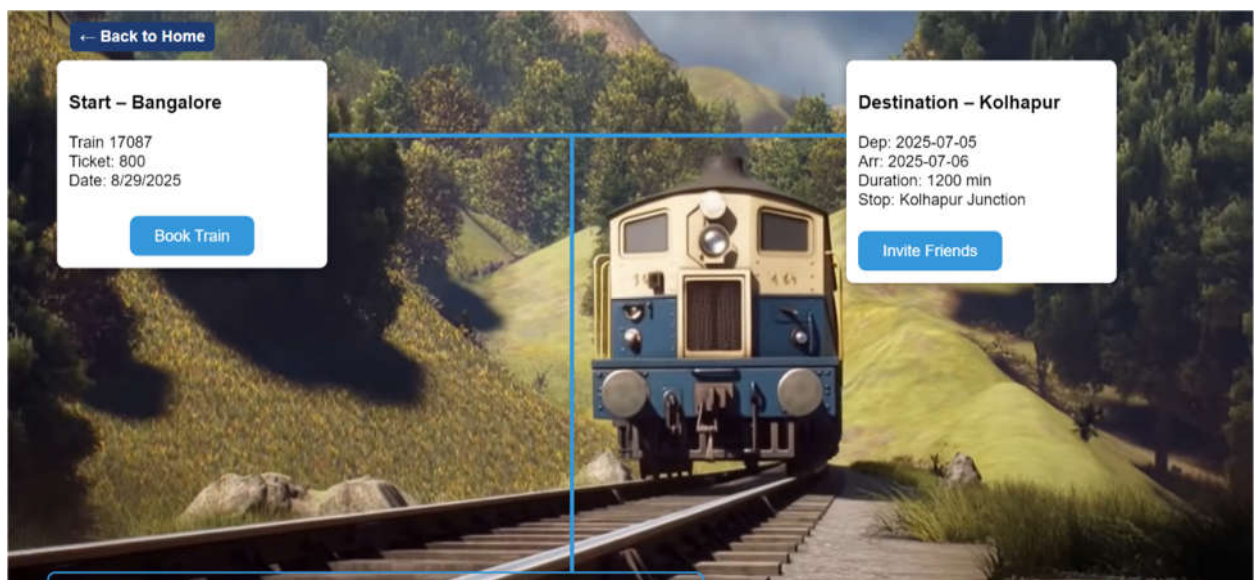 ← Back to Home
Start – Bangalore
Train 17087
Ticket: 800
Date: 8/29/2025
Book Train
Destination – Kolhapur
Dep: 2025-07-05
Arr: 2025-07-06
Duration: 1200 min
Stop: Kolhapur Junction
Invite Friends